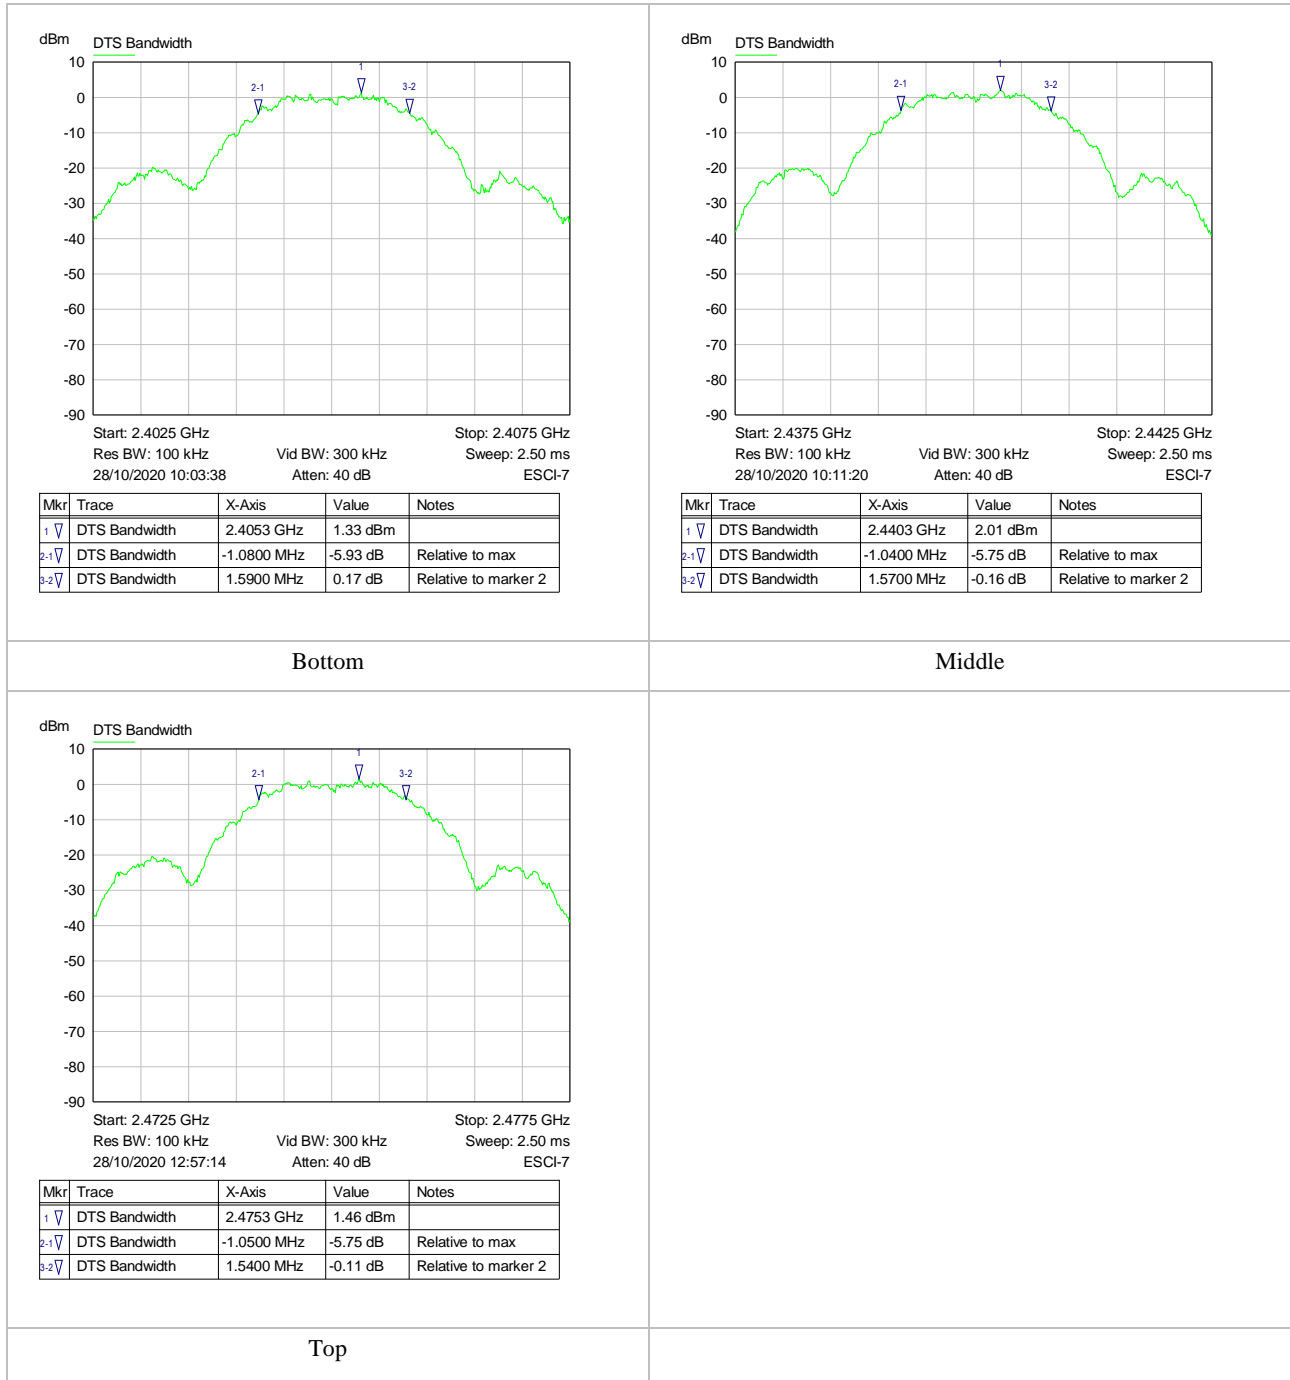 dBm DTS Bandwidth
10
0
-10
-20
-30
-40
-50
-60
-70
-80
-90
1
2-1
3-2
Start: 2.4025 GHz Stop: 2.4075 GHz
Res BW: 100 kHz Vid BW: 300 kHz Sweep: 2.50 ms
28/10/2020 10:03:38 Atten: 40 dB ESCI-7
Mkr Trace X-Axis Value Notes
1 DTS Bandwidth 2.4053 GHz 1.33 dBm
2-1 DTS Bandwidth -1.0800 MHz -5.93 dB Relative to max
3-2 DTS Bandwidth 1.5900 MHz 0.17 dB Relative to marker 2
Bottom
dBm DTS Bandwidth
10
0
-10
-20
-30
-40
-50
-60
-70
-80
-90
1
2-1
3-2
Start: 2.4375 GHz Stop: 2.4425 GHz
Res BW: 100 kHz Vid BW: 300 kHz Sweep: 2.50 ms
28/10/2020 10:11:20 Atten: 40 dB ESCI-7
Mkr Trace X-Axis Value Notes
1 DTS Bandwidth 2.4403 GHz 2.01 dBm
2-1 DTS Bandwidth -1.0400 MHz -5.75 dB Relative to max
3-2 DTS Bandwidth 1.5700 MHz -0.16 dB Relative to marker 2
Middle
dBm DTS Bandwidth
10
0
-10
-20
-30
-40
-50
-60
-70
-80
-90
1
2-1
3-2
Start: 2.4725 GHz Stop: 2.4775 GHz
Res BW: 100 kHz Vid BW: 300 kHz Sweep: 2.50 ms
28/10/2020 12:57:14 Atten: 40 dB ESCI-7
Mkr Trace X-Axis Value Notes
1 DTS Bandwidth 2.4753 GHz 1.46 dBm
2-1 DTS Bandwidth -1.0500 MHz -5.75 dB Relative to max
3-2 DTS Bandwidth 1.5400 MHz -0.11 dB Relative to marker 2
Top